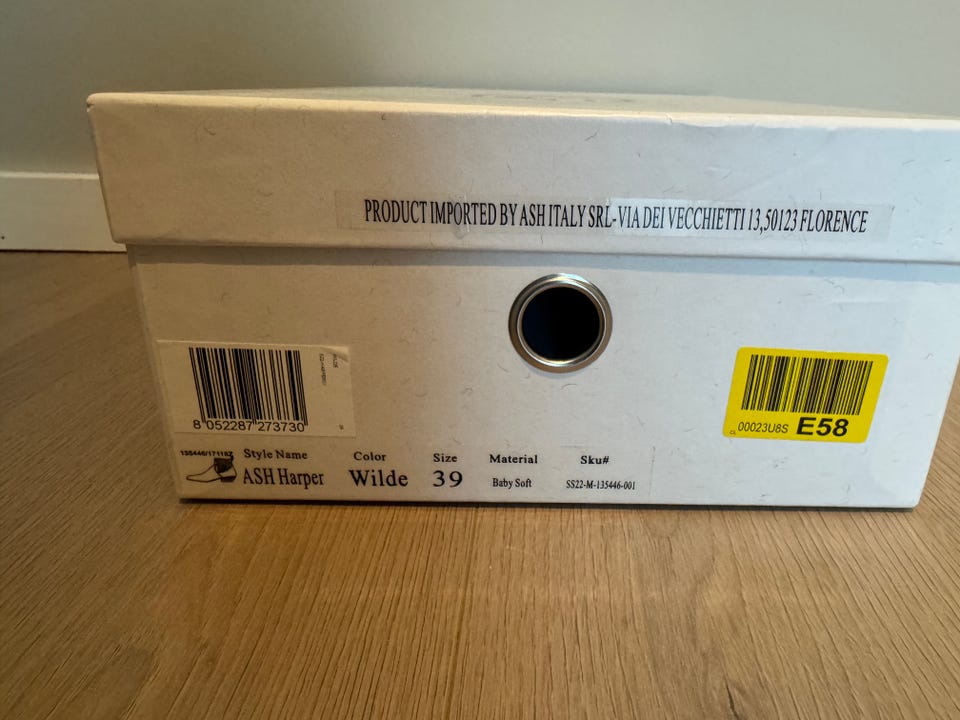 PRODUCT IMPORTED BY ASH ITALY SRL-VIA DEI VECCHIETTI 13,50123 FLORENCE
8 052287 273730
CL 00023U8S E58
Style Name Color Size Material Sku#
ASH Harper Wilde 39 Baby Soft SS22-M-135446-001